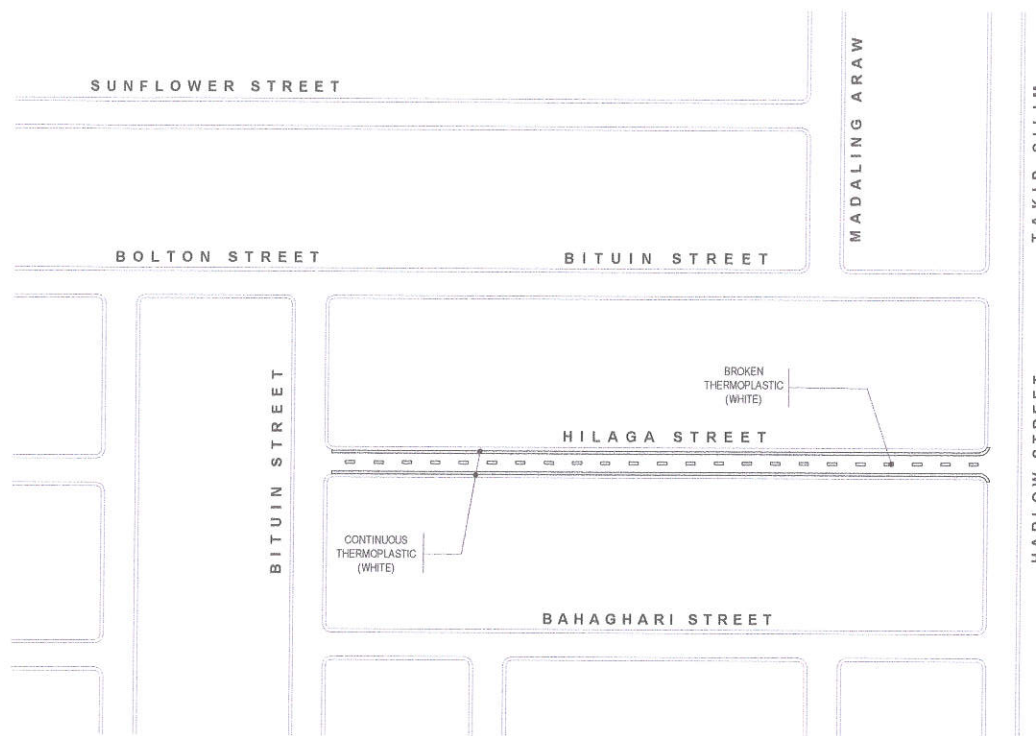 SUNFLOWER STREET
MADALING ARAW
BOLTON STREET
BITUIN STREET
BITUIN STREET
BROKEN
THERMOPLASTIC
(WHITE)
HILAGA STREET
CONTINUOUS
THERMOPLASTIC
(WHITE)
BAHAGHARI STREET
HARLOW STREET